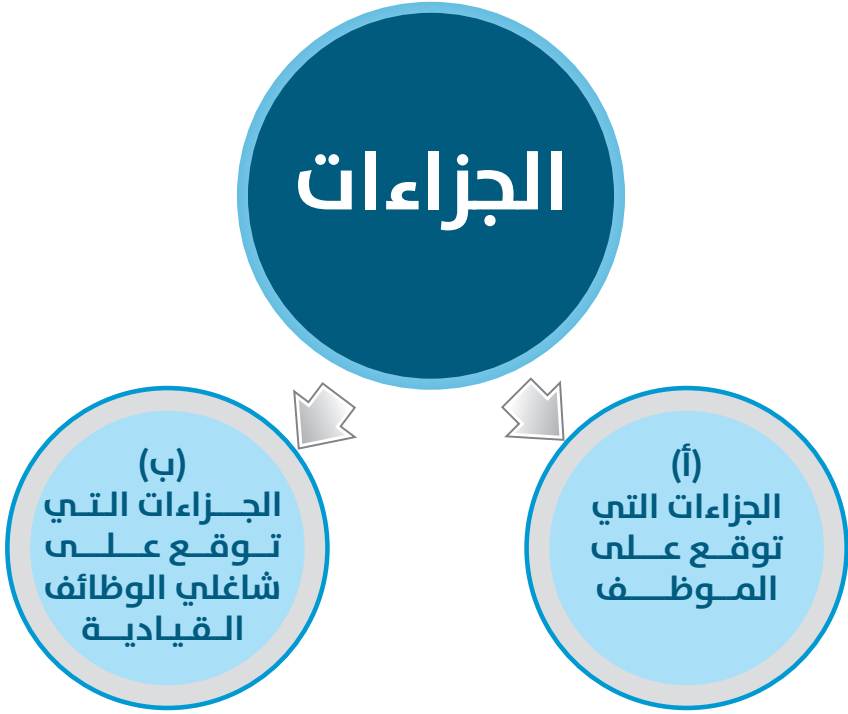 الجزاءات
(أ)
الجزاءات التي
توقع على
الموظف
(ب)
الجزاءات التي
توقع على
شاغلي الوظائف
القيادية